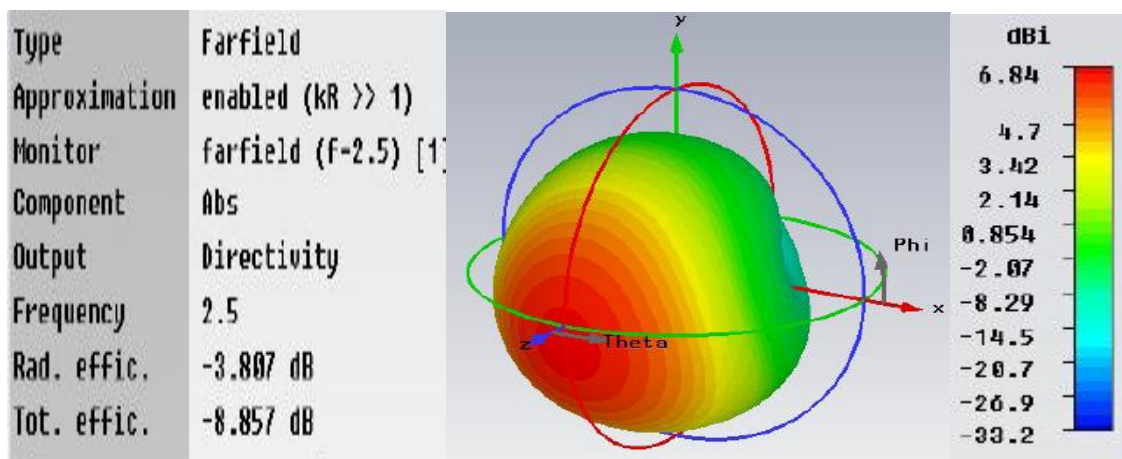 Type Farfield
Approximation enabled (kR >> 1)
Monitor farfield (f=2.5) [1]
Component Abs
Output Directivity
Frequency 2.5
Rad. effic. -3.807 dB
Tot. effic. -8.857 dB
y
Phi
x
z
Theta
dBi
6.84
4.7
3.42
2.14
0.854
-2.07
-8.29
-14.5
-20.7
-26.9
-33.2